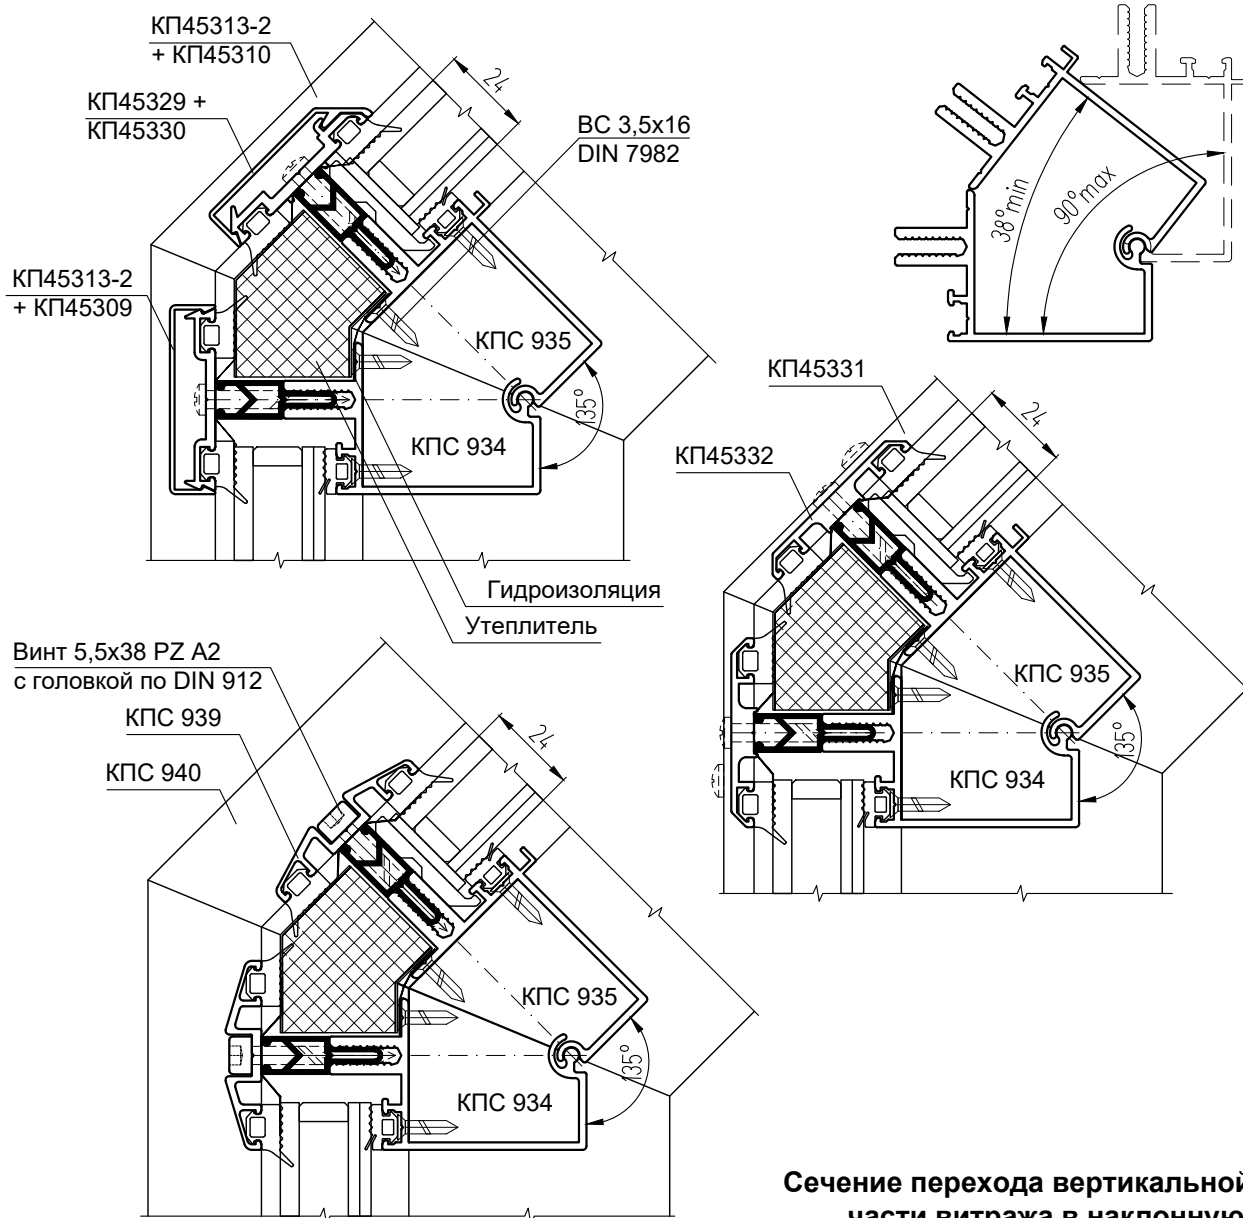 КП45313-2
+ КП45310
КП45329 +
КП45330
КП45313-2
+ КП45309
24
ВС 3,5х16
DIN 7982
КПС 935
135°
КПС 934
Гидроизоляция
Утеплитель
38°min
90°max
КП45331
КП45332
24
КПС 935
135°
КПС 934
Винт 5,5х38 PZ A2
с головкой по DIN 912
КПС 939
КПС 940
24
КПС 935
135°
КПС 934
Сечение перехода вертикальной
части витража в наклонную